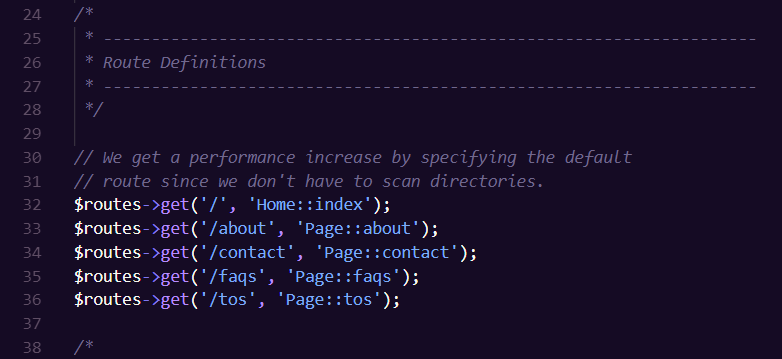 24 /*
25  * --------------------------------------------------------------------
26  * Route Definitions
27  * --------------------------------------------------------------------
28  */
29
30 // We get a performance increase by specifying the default
31 // route since we don't have to scan directories.
32 $routes->get('/', 'Home::index');
33 $routes->get('/about', 'Page::about');
34 $routes->get('/contact', 'Page::contact');
35 $routes->get('/faqs', 'Page::faqs');
36 $routes->get('/tos', 'Page::tos');
37
38 /*